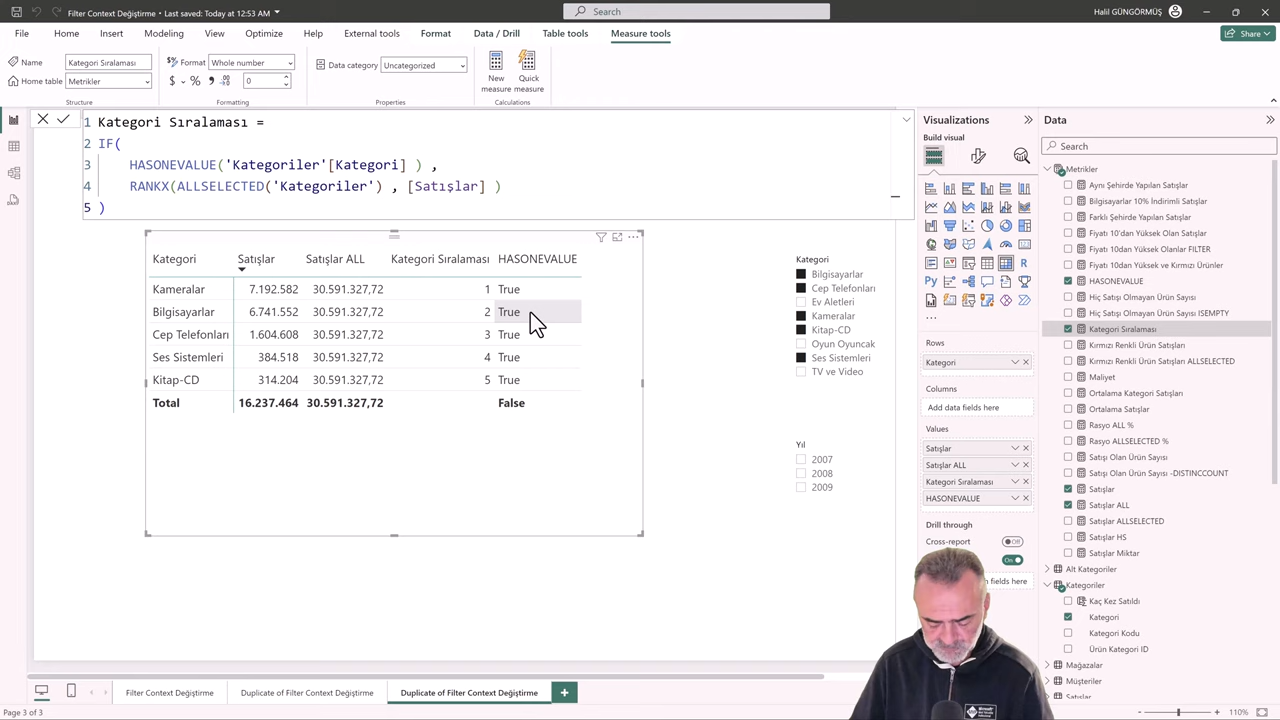 Filter Context Değiştirme • Last saved: Today at 12:53 AM
Search
Halil GÜNGÖRMÜŞ
File
Home
Insert
Modeling
View
Optimize
Help
External tools
Format
Data / Drill
Table tools
Measure tools
Share
Name
Kategori Sıralaması
Home table
Metrikler
Structure
Format
Whole number
$
%
0
Formatting
Data category
Uncategorized
Properties
New measure
Quick measure
Calculations
1 Kategori Sıralaması =
2 IF(
3 HASONEVALUE('Kategoriler'[Kategori] ) ,
4 RANKX(ALLSELECTED('Kategoriler') , [Satışlar] )
5 )
Kategori Satışlar Satışlar ALL Kategori Sıralaması HASONEVALUE
Kameralar 7.192.582 30.591.327,72 1 True
Bilgisayarlar 6.741.552 30.591.327,72 2 True
Cep Telefonları 1.604.608 30.591.327,72 3 True
Ses Sistemleri 384.518 30.591.327,72 4 True
Kitap-CD 314.204 30.591.327,72 5 True
Total 16.237.464 30.591.327,72 False
Kategori
Bilgisayarlar
Cep Telefonları
Ev Aletleri
Kameralar
Kitap-CD
Oyun Oyuncak
Ses Sistemleri
TV ve Video
Yıl
2007
2008
2009
Visualizations
Build visual
Rows
Kategori
Columns
Add data fields here
Values
Satışlar
Satışlar ALL
Kategori Sıralaması
HASONEVALUE
Drill through
Cross-report
Off
On
h fields here
Data
Search
Metrikler
Aynı Şehirde Yapılan Satışlar
Bilgisayarlar 10% İndirimli Satışlar
Farklı Şehirde Yapılan Satışlar
Fiyatı 10'dan Yüksek Olan Satışlar
Fiyatı 10'dan Yüksek Olanlar FILTER
Fiyatı 10'dan Yüksek ve Kırmızı Ürünler
HASONEVALUE
Hiç Satışı Olmayan Ürün Sayısı
Hiç Satışı Olmayan Ürün Sayısı ISEMPTY
Kategori Sıralaması
Kırmızı Renkli Ürün Satışları
Kırmızı Renkli Ürün Satışları ALLSELECTED
Maliyet
Ortalama Kategori Satışları
Ortalama Satışlar
Rasyo ALL %
Rasyo ALLSELECTED %
Satışı Olan Ürün Sayısı
Satışı Olan Ürün Sayısı -DISTINCCOUNT
Satışlar
Satışlar ALL
Satışlar ALLSELECTED
Satışlar HS
Satışlar Miktar
Alt Kategoriler
Kategoriler
Kaç Kez Satıldı
Kategori
Kategori Kodu
Ürün Kategori ID
Mağazalar
Müşteriler
Satışlar
Filter Context Değiştirme
Duplicate of Filter Context Değiştirme
Duplicate of Filter Context Değiştirme
Page 3 of 3
110%